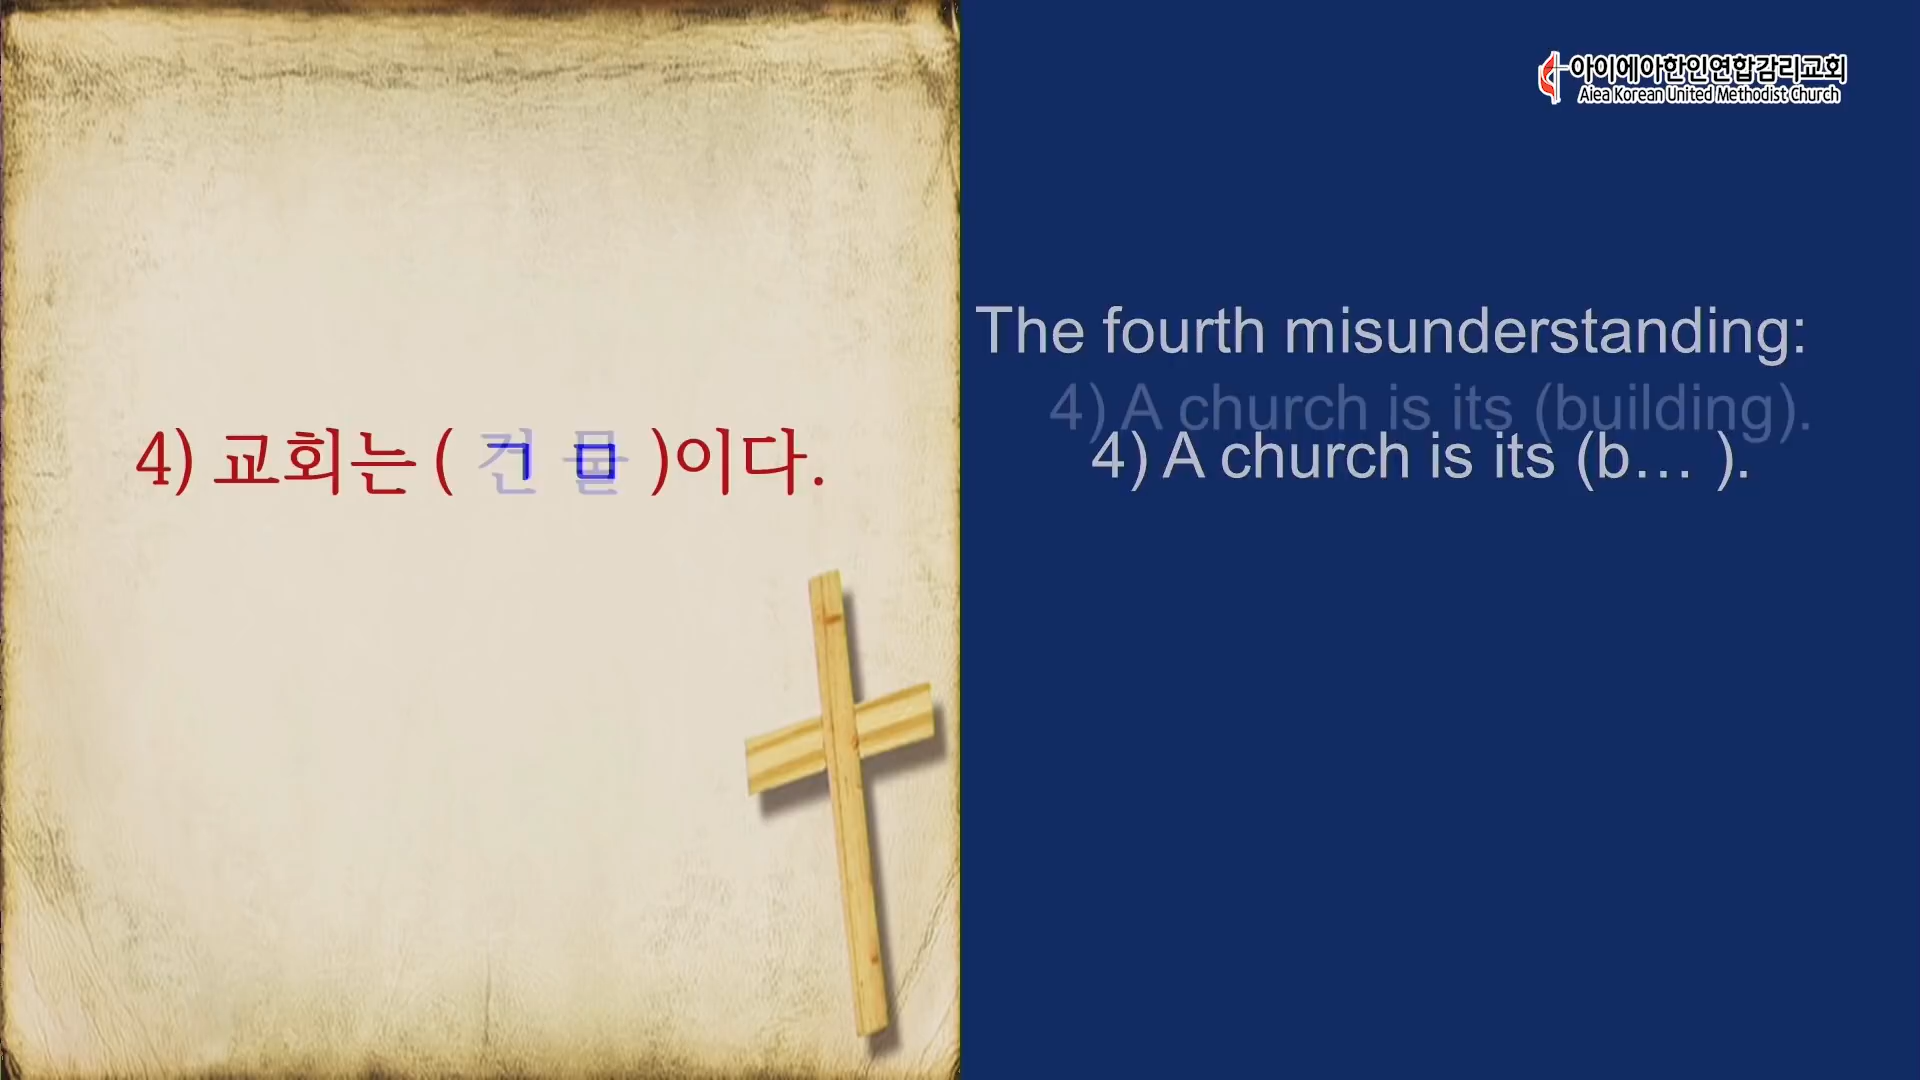 4) 교회는 ( 건 물 )이다.
아이에아한인연합감리교회
Aiea Korean United Methodist Church
The fourth misunderstanding:
4) A church is its (building).
4) A church is its (b… ).